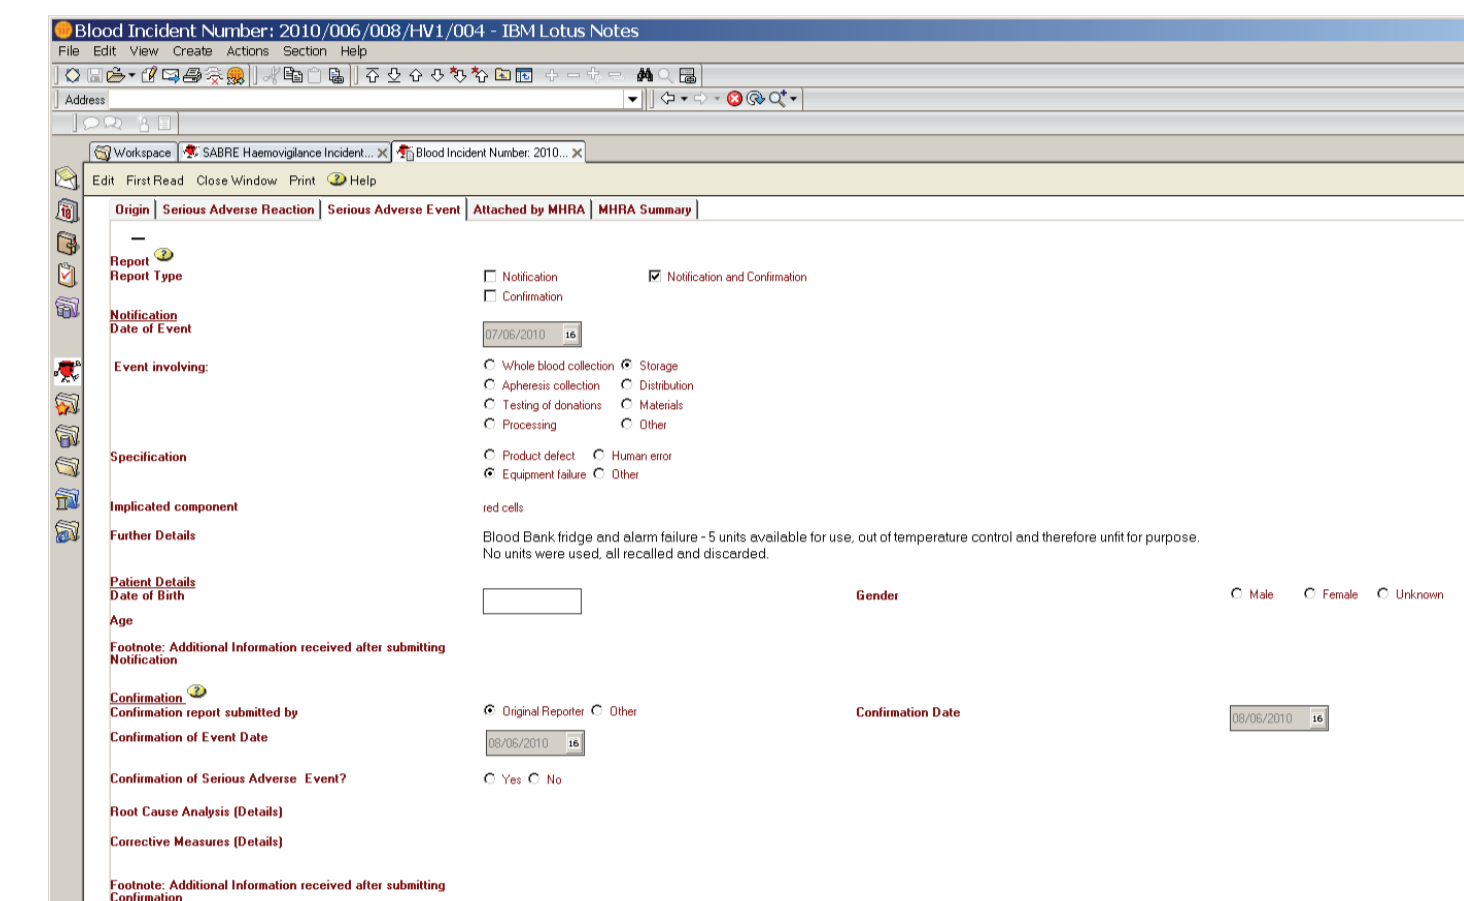 Blood Incident Number: 2010/006/008/HV1/004 - IBM Lotus Notes
File Edit View Create Actions Section Help
Address
Workspace SABRE Haemovigilance Incident... Blood Incident Number: 2010...
Edit First Read Close Window Print Help
Origin Serious Adverse Reaction Serious Adverse Event Attached by MHRA MHRA Summary
Report
Report Type Notification Notification and Confirmation
Confirmation
Notification
Date of Event 07/06/2010 16
Event involving: Whole blood collection Storage
Apheresis collection Distribution
Testing of donations Materials
Processing Other
Specification Product defect Human error
Equipment failure Other
Implicated component red cells
Further Details Blood Bank fridge and alarm failure - 5 units available for use, out of temperature control and therefore unfit for purpose.
No units were used, all recalled and discarded.
Patient Details
Date of Birth Gender Male Female Unknown
Age
Footnote: Additional Information received after submitting
Notification
Confirmation
Confirmation report submitted by Original Reporter Other Confirmation Date 08/06/2010 16
Confirmation of Event Date 08/06/2010 16
Confirmation of Serious Adverse Event? Yes No
Root Cause Analysis (Details)
Corrective Measures (Details)
Footnote: Additional Information received after submitting
Confirmation